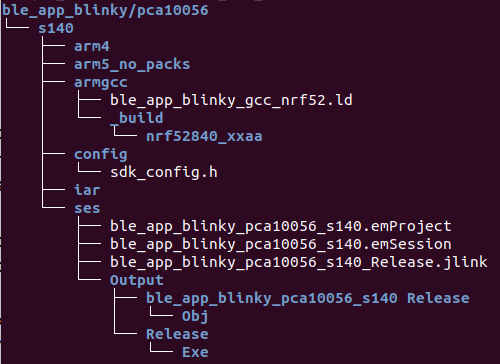 ble_app_blinky/pca10056
s140
arm4
arm5_no_packs
armgcc
ble_app_blinky_gcc_nrf52.ld
_build
nrf52840_xxaa
config
sdk_config.h
iar
ses
ble_app_blinky_pca10056_s140.emProject
ble_app_blinky_pca10056_s140.emSession
ble_app_blinky_pca10056_s140_Release.jlink
Output
ble_app_blinky_pca10056_s140 Release
Obj
Release
Exe